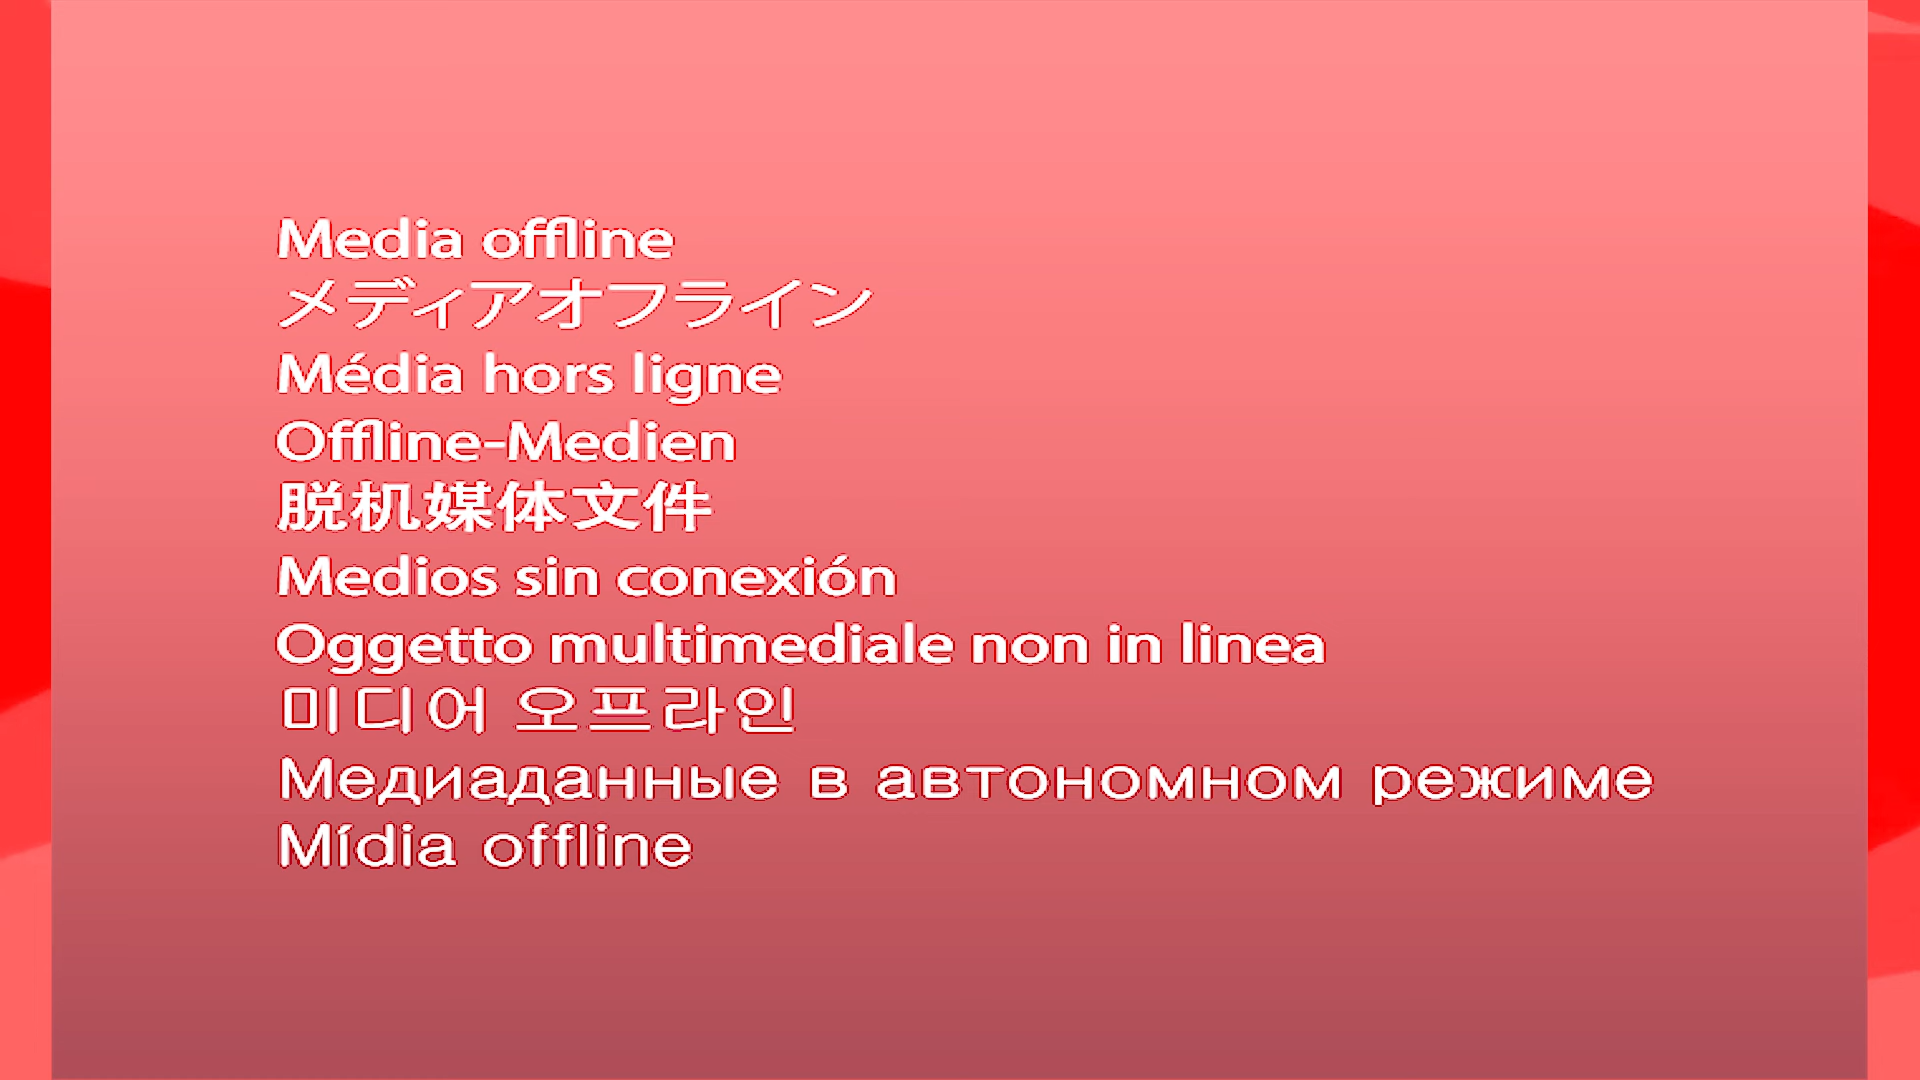 Media offline
メディアオフライン
Média hors ligne
Offline-Medien
脱机媒体文件
Medios sin conexión
Oggetto multimediale non in linea
미디어 오프라인
Медиаданные в автономном режиме
Mídia offline